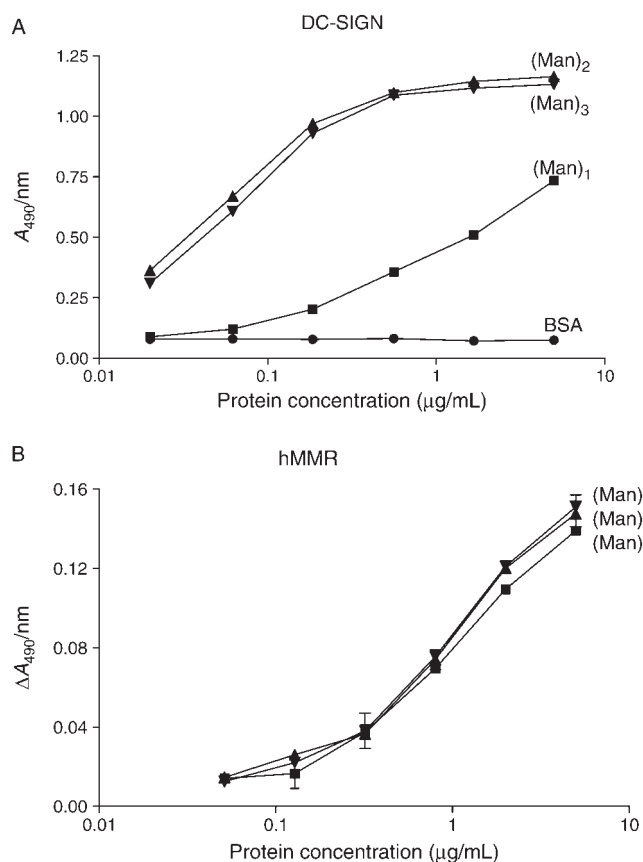 A
DC-SIGN
1.25
1.00
0.75
0.50
0.25
0.00
A490/nm
(Man)2
(Man)3
(Man)1
BSA
0.01
0.1
1
10
Protein concentration (μg/mL)
B
hMMR
0.16
0.12
0.08
0.04
0.00
ΔA490/nm
(Man)
(Man)
(Man)
0.01
0.1
1
10
Protein concentration (μg/mL)